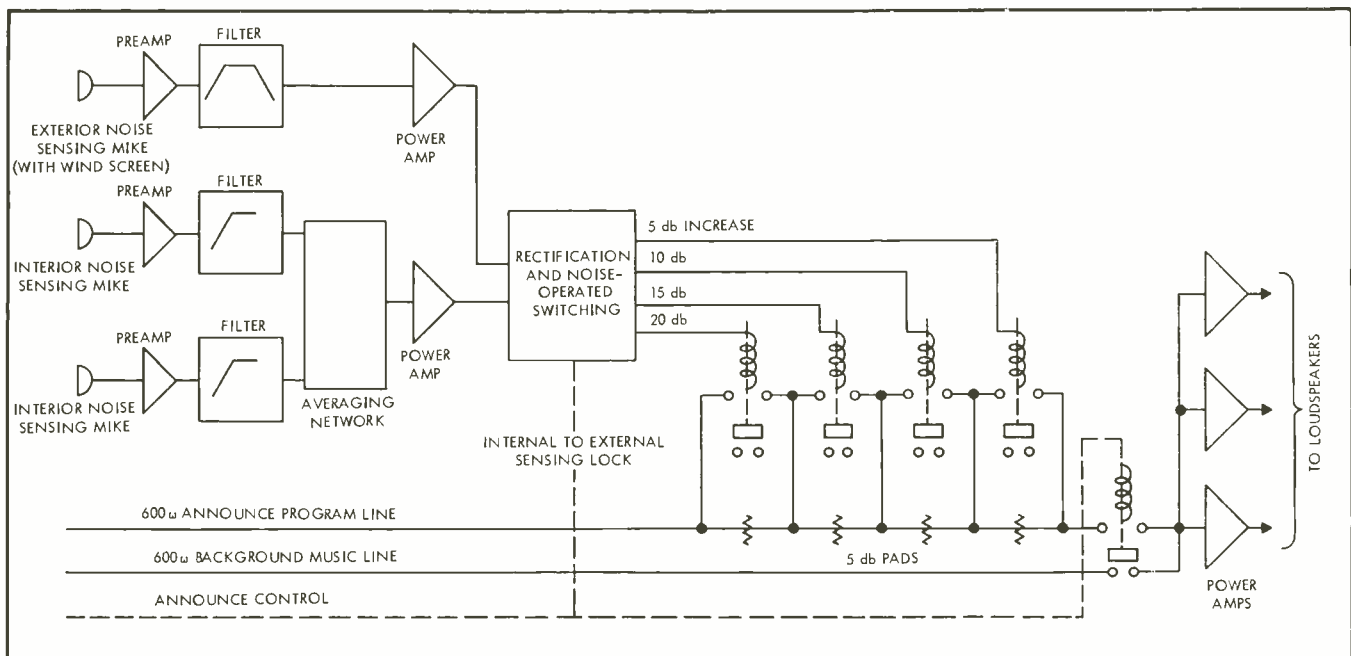 PREAMP
FILTER
EXTERIOR NOISE
SENSING MIKE
(WITH WIND SCREEN)
POWER
AMP
PREAMP
FILTER
INTERIOR NOISE
SENSING MIKE
PREAMP
FILTER
INTERIOR NOISE
SENSING MIKE
AVERAGING
NETWORK
POWER
AMP
RECTIFICATION
AND NOISE-
OPERATED
SWITCHING
5 db INCREASE
10 db
15 db
20 db
INTERNAL TO EXTERNAL
SENSING LOCK
600ω ANNOUNCE PROGRAM LINE
600ω BACKGROUND MUSIC LINE
5 db PADS
ANNOUNCE CONTROL
POWER
AMPS
TO LOUDSPEAKERS